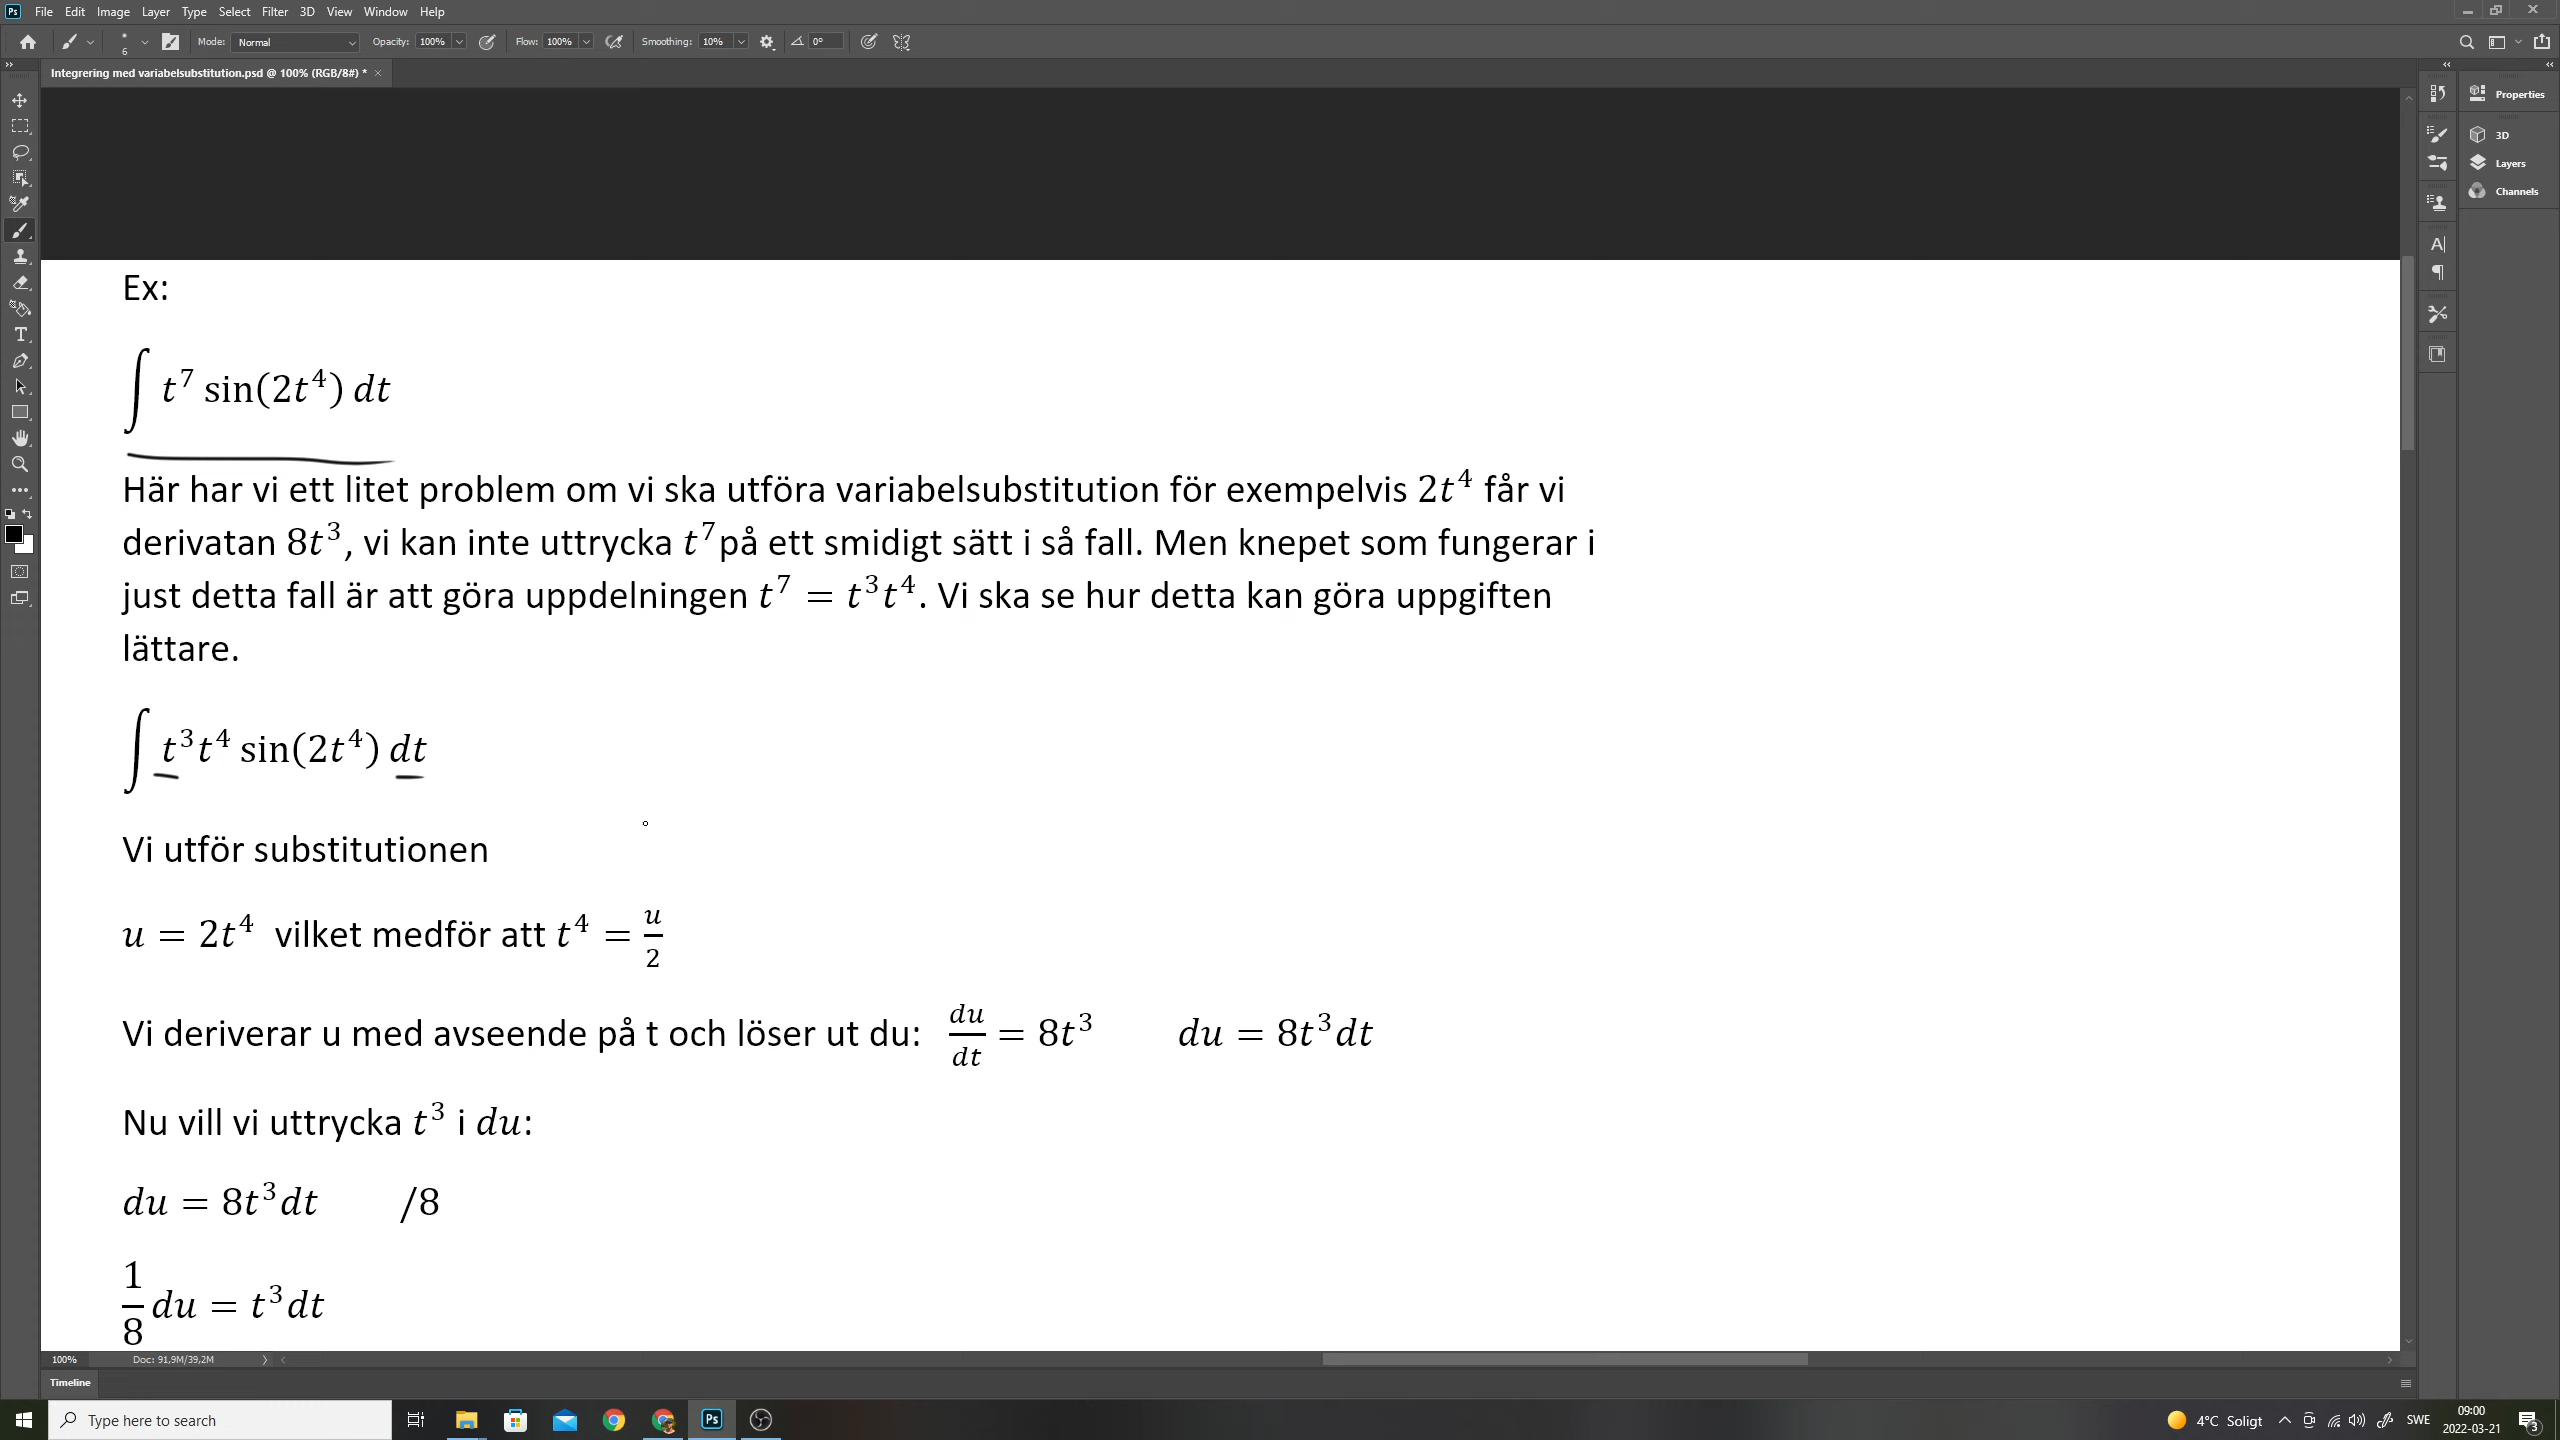 Ps File Edit Image Layer Type Select Filter 3D View Window Help
6 Mode: Normal Opacity: 100% Flow: 100% Smoothing: 10% 0°
Integrering med variabelsubstitution.psd @ 100% (RGB/8#) * ×
Properties
3D
Layers
Channels
Ex:
∫ t⁷ sin(2t⁴) dt
Här har vi ett litet problem om vi ska utföra variabelsubstitution för exempelvis 2t⁴ får vi
derivatan 8t³, vi kan inte uttrycka t⁷på ett smidigt sätt i så fall. Men knepet som fungerar i
just detta fall är att göra uppdelningen t⁷ = t³t⁴. Vi ska se hur detta kan göra uppgiften
lättare.
∫ t³t⁴ sin(2t⁴) dt
Vi utför substitutionen
u = 2t⁴ vilket medför att t⁴ = u/2
Vi deriverar u med avseende på t och löser ut du: du/dt = 8t³ du = 8t³dt
Nu vill vi uttrycka t³ i du:
du = 8t³dt /8
1/8 du = t³dt
100% Doc: 91,9M/39,2M
Timeline
Type here to search Ps 4°C Soligt SWE 09:00
2022-03-21 3